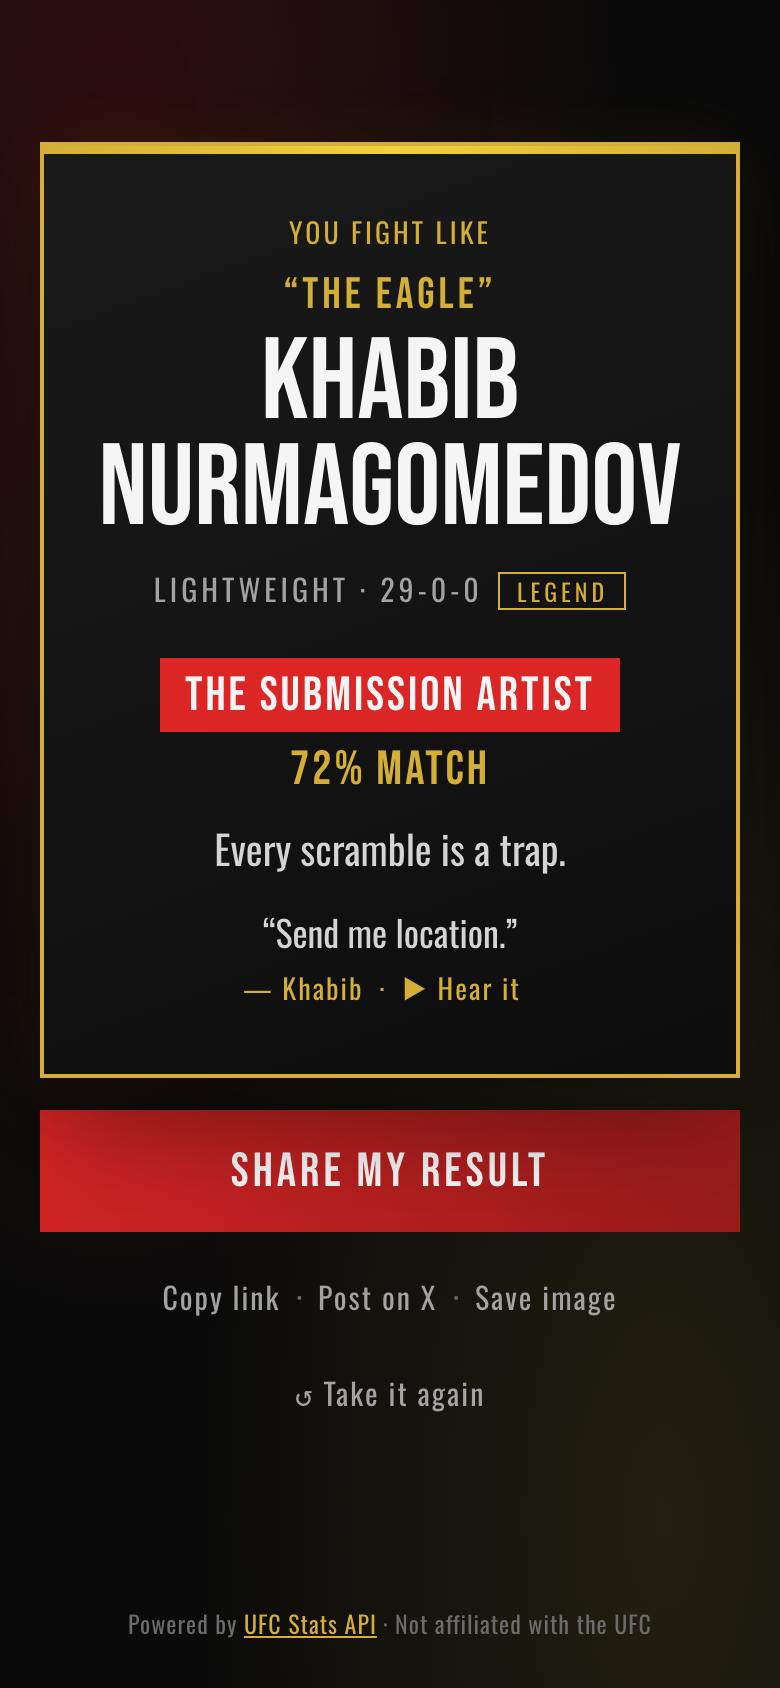 YOU FIGHT LIKE
“THE EAGLE”
KHABIB
NURMAGOMEDOV
LIGHTWEIGHT · 29-0-0 LEGEND
THE SUBMISSION ARTIST
72% MATCH
Every scramble is a trap.
“Send me location.”
— Khabib · ▶ Hear it
SHARE MY RESULT
Copy link · Post on X · Save image
↺ Take it again
Powered by UFC Stats API · Not affiliated with the UFC